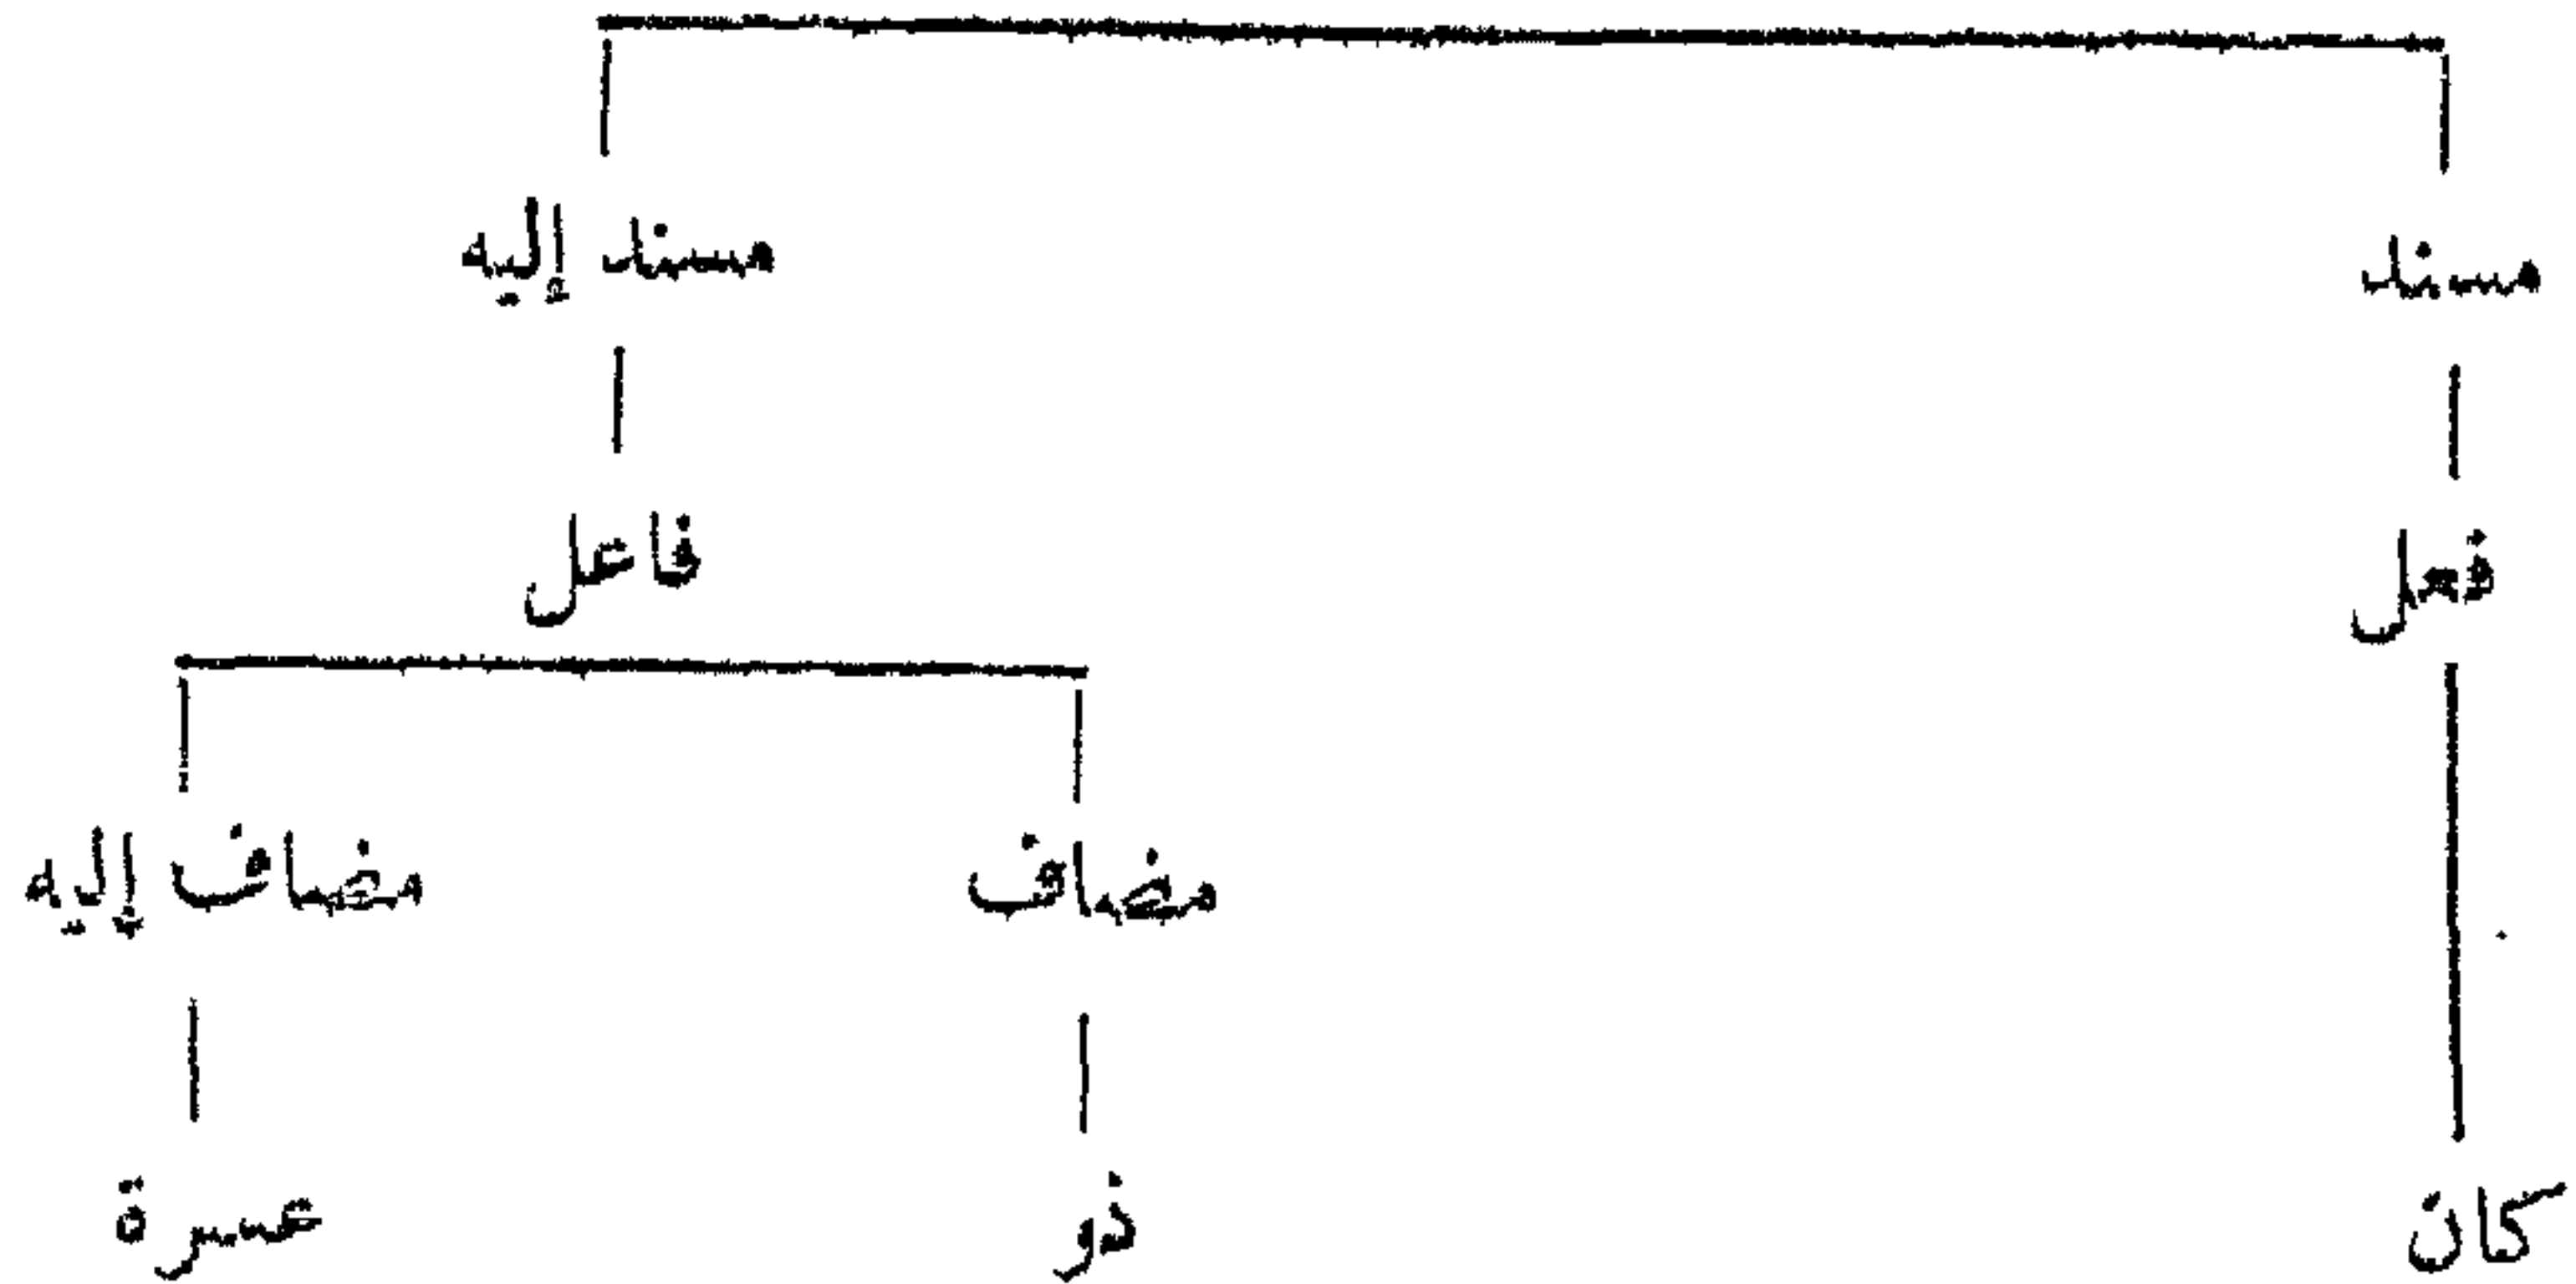 مسند مسند إليه
فعل فاعل
مضاف مضاف إليه
كان ذو عسرة